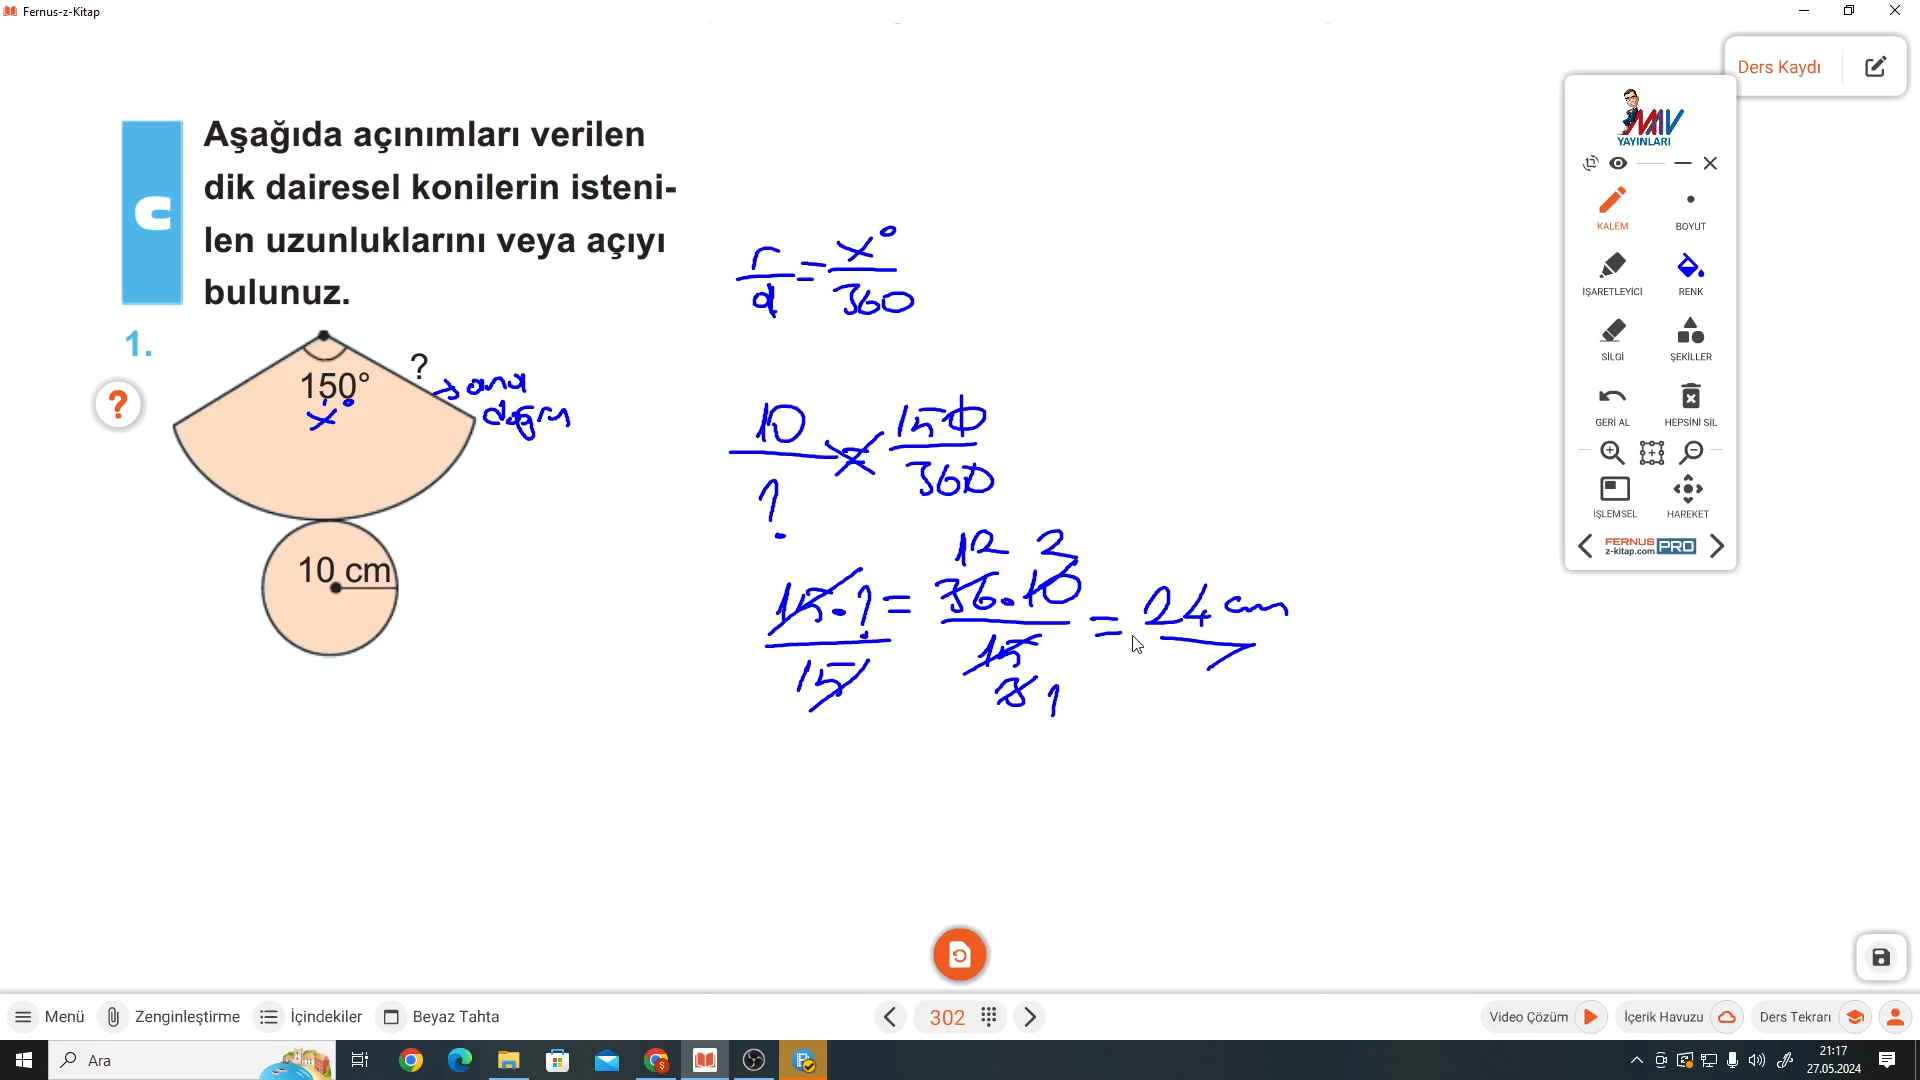 Fernus-z-Kitap
Ders Kaydı
C
Aşağıda açınımları verilen
dik dairesel konilerin isteni-
len uzunluklarını veya açıyı
bulunuz.
1.
?
150°
x°
?
ana
doğru
10 cm
r/a = x°/360
10/? = 150/360
12 2
15.? = 36.10 = 24 cm
15 15
3 1
MAV
YAYINLARI
KALEM
BOYUT
İŞARETLEYİCİ
RENK
SİLGİ
ŞEKİLLER
GERİ AL
HEPSİNİ SİL
İŞLEMSEL
HAREKET
FERNUS
z-kitap.com
PRO
Menü
Zenginleştirme
İçindekiler
Beyaz Tahta
302
Video Çözüm
İçerik Havuzu
Ders Tekrarı
Ara
21:17
27.05.2024